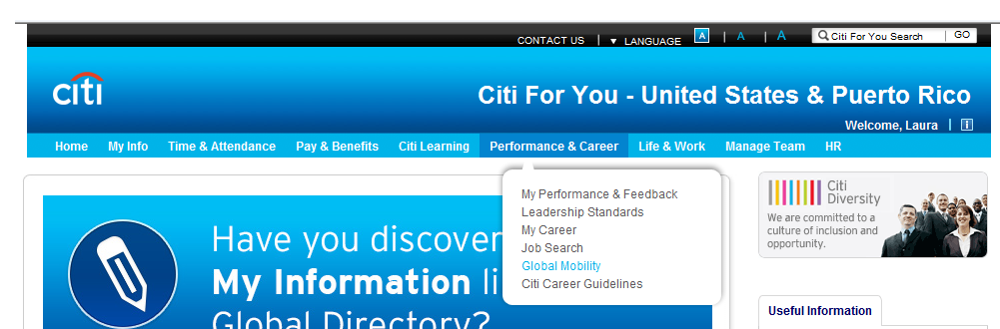 CONTACT US | ▼ LANGUAGE A | A | A Citi For You Search | GO
citi
Citi For You - United States & Puerto Rico
Welcome, Laura | i
Home My Info Time & Attendance Pay & Benefits Citi Learning Performance & Career Life & Work Manage Team HR
My Performance & Feedback
Leadership Standards
My Career
Job Search
Global Mobility
Citi Career Guidelines
Have you discover
My Information li
Global Directory?
Citi
Diversity
We are committed to a
culture of inclusion and
opportunity.
Useful Information